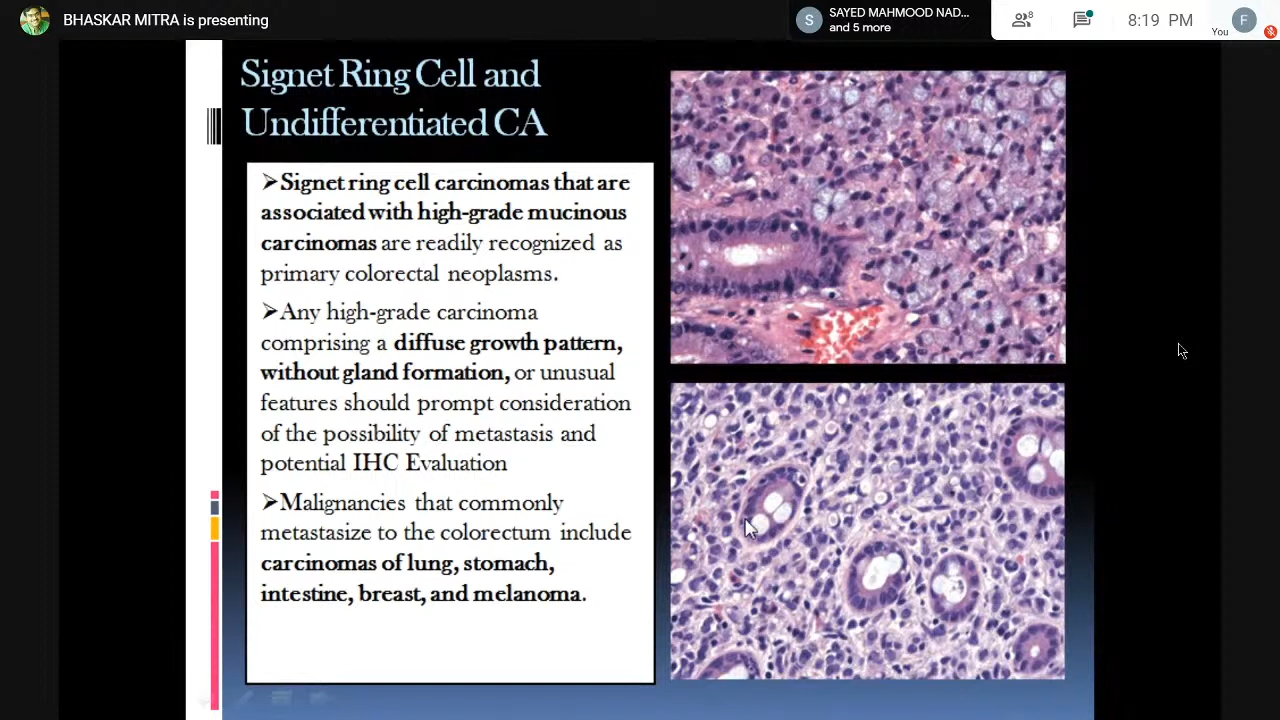 BHASKAR MITRA is presenting
S
SAYED MAHMOOD NAD...
and 5 more
8
8:19 PM
You
F
Signet Ring Cell and
Undifferentiated CA
➢Signet ring cell carcinomas that are
associated with high-grade mucinous
carcinomas are readily recognized as
primary colorectal neoplasms.
➢Any high-grade carcinoma
comprising a diffuse growth pattern,
without gland formation, or unusual
features should prompt consideration
of the possibility of metastasis and
potential IHC Evaluation
➢Malignancies that commonly
metastasize to the colorectum include
carcinomas of lung, stomach,
intestine, breast, and melanoma.